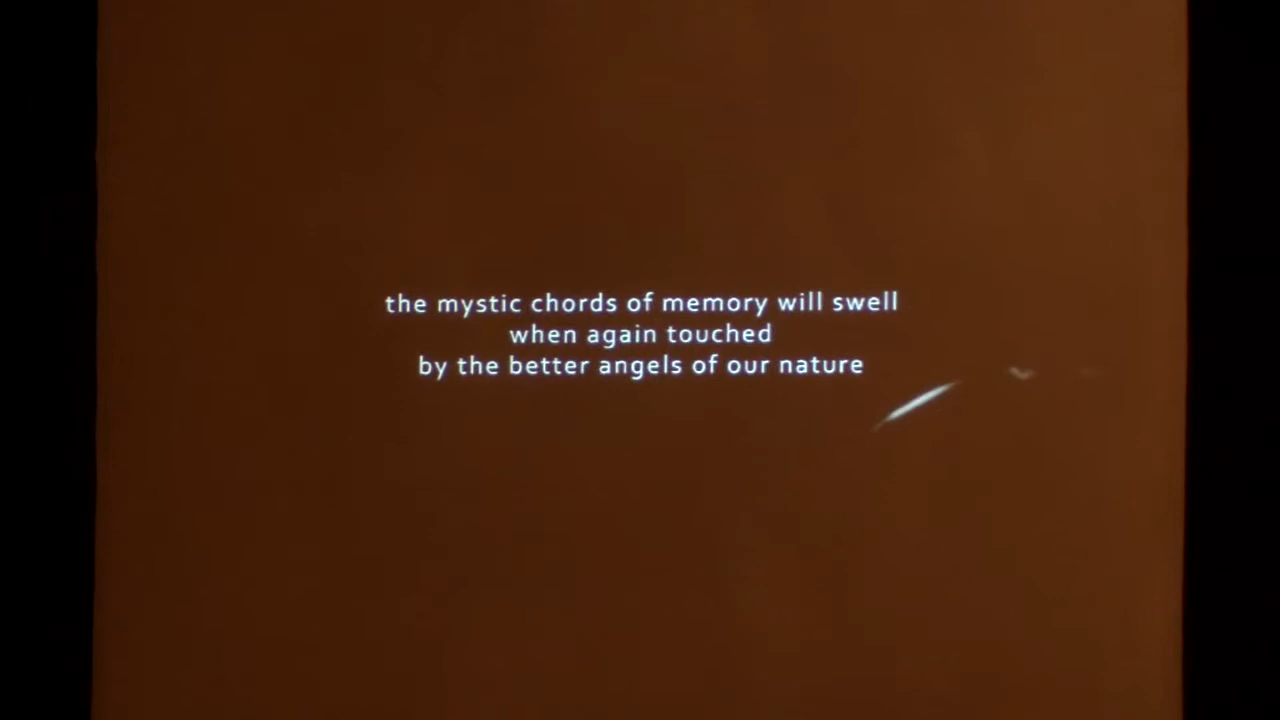 the mystic chords of memory will swell
when again touched
by the better angels of our nature